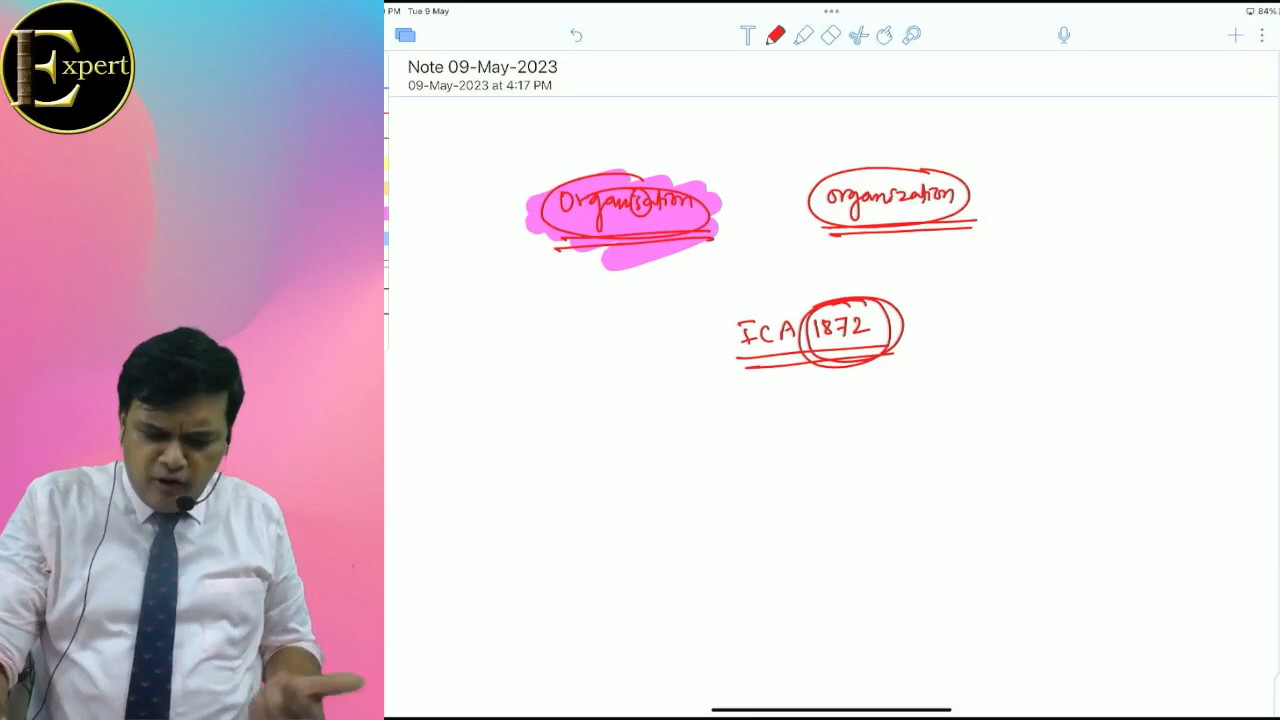 Expert
PM Tue 9 May
84%
T
Note 09-May-2023
09-May-2023 at 4:17 PM
Organisation
organization
ICA 1872